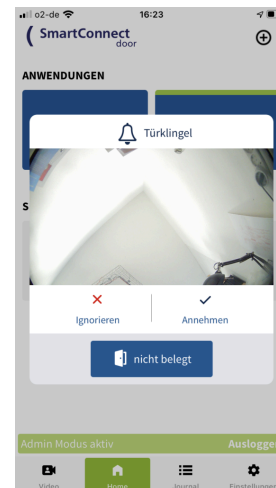 o2-de 16:23
SmartConnect
door
ANWENDUNGEN
Türklingel
S
Ignorieren Annehmen
nicht belegt
Admin Modus aktiv Auslogge
Video Home Journal Einstellungen